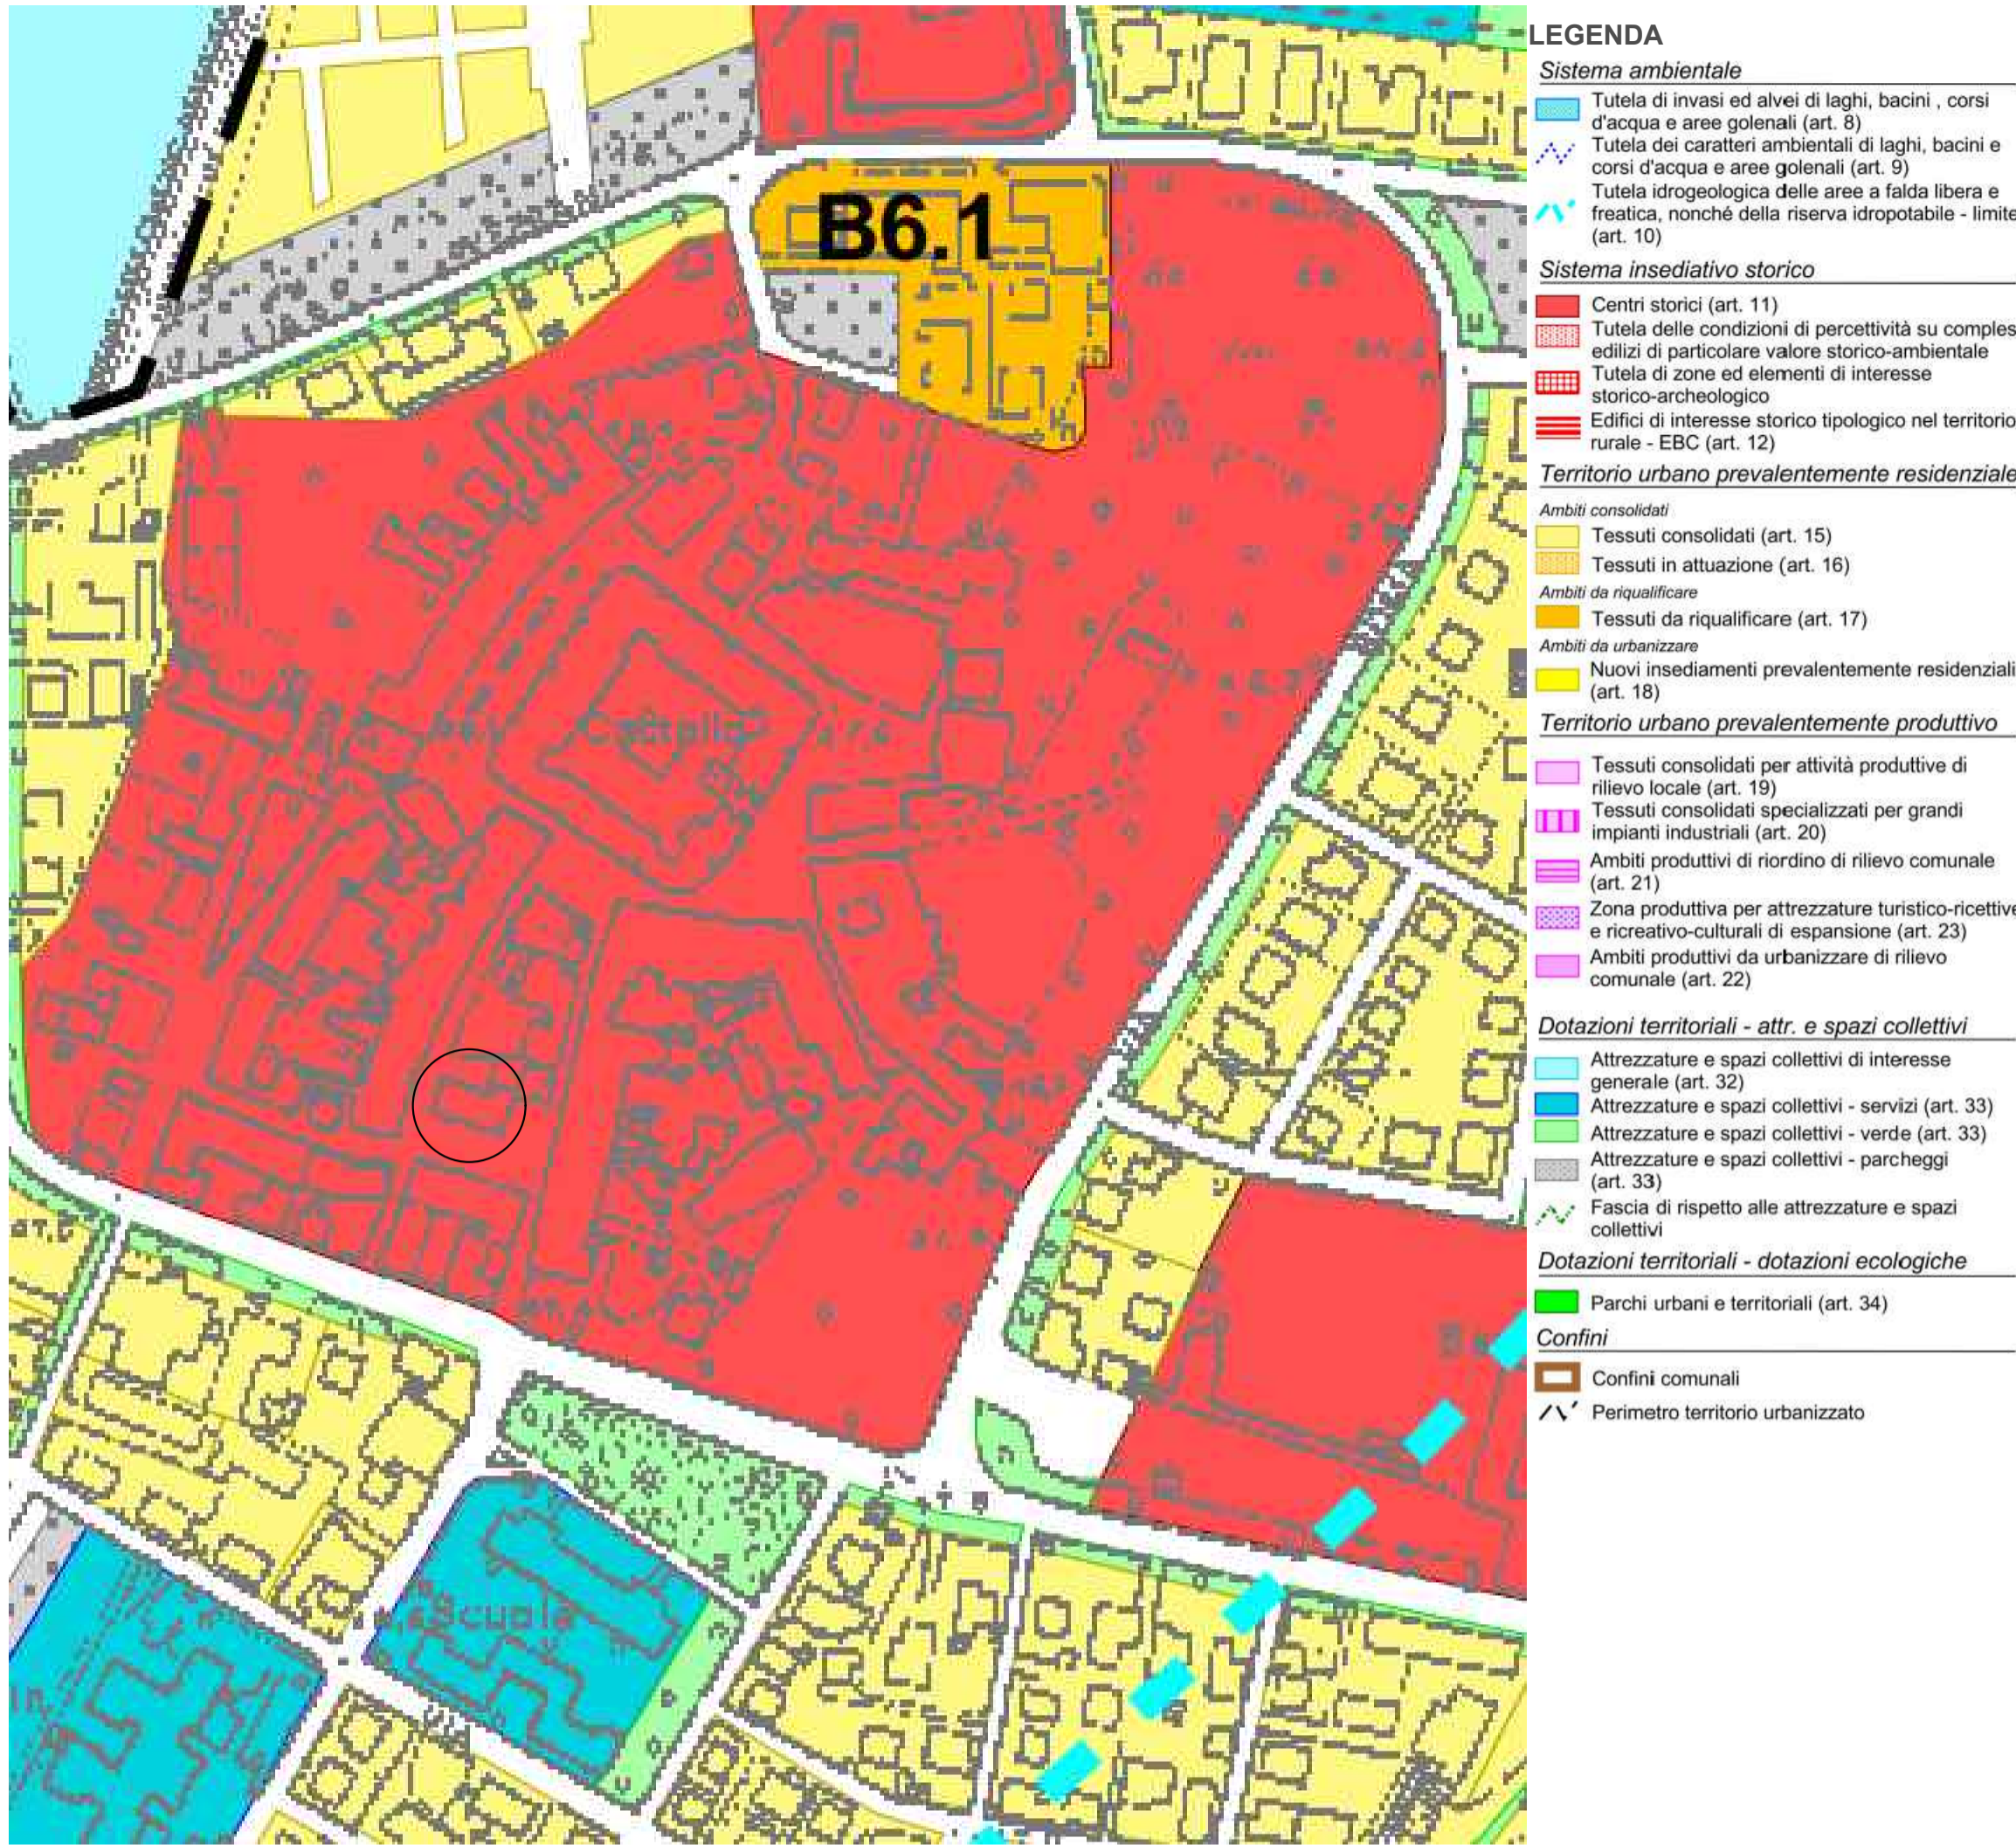 B6.1
Castello
Scuola
LEGENDA
Sistema ambientale
Tutela di invasi ed alvei di laghi, bacini , corsi
d'acqua e aree golenali (art. 8)
Tutela dei caratteri ambientali di laghi, bacini e
corsi d'acqua e aree golenali (art. 9)
Tutela idrogeologica delle aree a falda libera e
freatica, nonché della riserva idropotabile - limite
(art. 10)
Sistema insediativo storico
Centri storici (art. 11)
Tutela delle condizioni di percettività su comples
edilizi di particolare valore storico-ambientale
Tutela di zone ed elementi di interesse
storico-archeologico
Edifici di interesse storico tipologico nel territorio
rurale - EBC (art. 12)
Territorio urbano prevalentemente residenziale
Ambiti consolidati
Tessuti consolidati (art. 15)
Tessuti in attuazione (art. 16)
Ambiti da riqualificare
Tessuti da riqualificare (art. 17)
Ambiti da urbanizzare
Nuovi insediamenti prevalentemente residenziali
(art. 18)
Territorio urbano prevalentemente produttivo
Tessuti consolidati per attività produttive di
rilievo locale (art. 19)
Tessuti consolidati specializzati per grandi
impianti industriali (art. 20)
Ambiti produttivi di riordino di rilievo comunale
(art. 21)
Zona produttiva per attrezzature turistico-ricettive
e ricreativo-culturali di espansione (art. 23)
Ambiti produttivi da urbanizzare di rilievo
comunale (art. 22)
Dotazioni territoriali - attr. e spazi collettivi
Attrezzature e spazi collettivi di interesse
generale (art. 32)
Attrezzature e spazi collettivi - servizi (art. 33)
Attrezzature e spazi collettivi - verde (art. 33)
Attrezzature e spazi collettivi - parcheggi
(art. 33)
Fascia di rispetto alle attrezzature e spazi
collettivi
Dotazioni territoriali - dotazioni ecologiche
Parchi urbani e territoriali (art. 34)
Confini
Confini comunali
Perimetro territorio urbanizzato